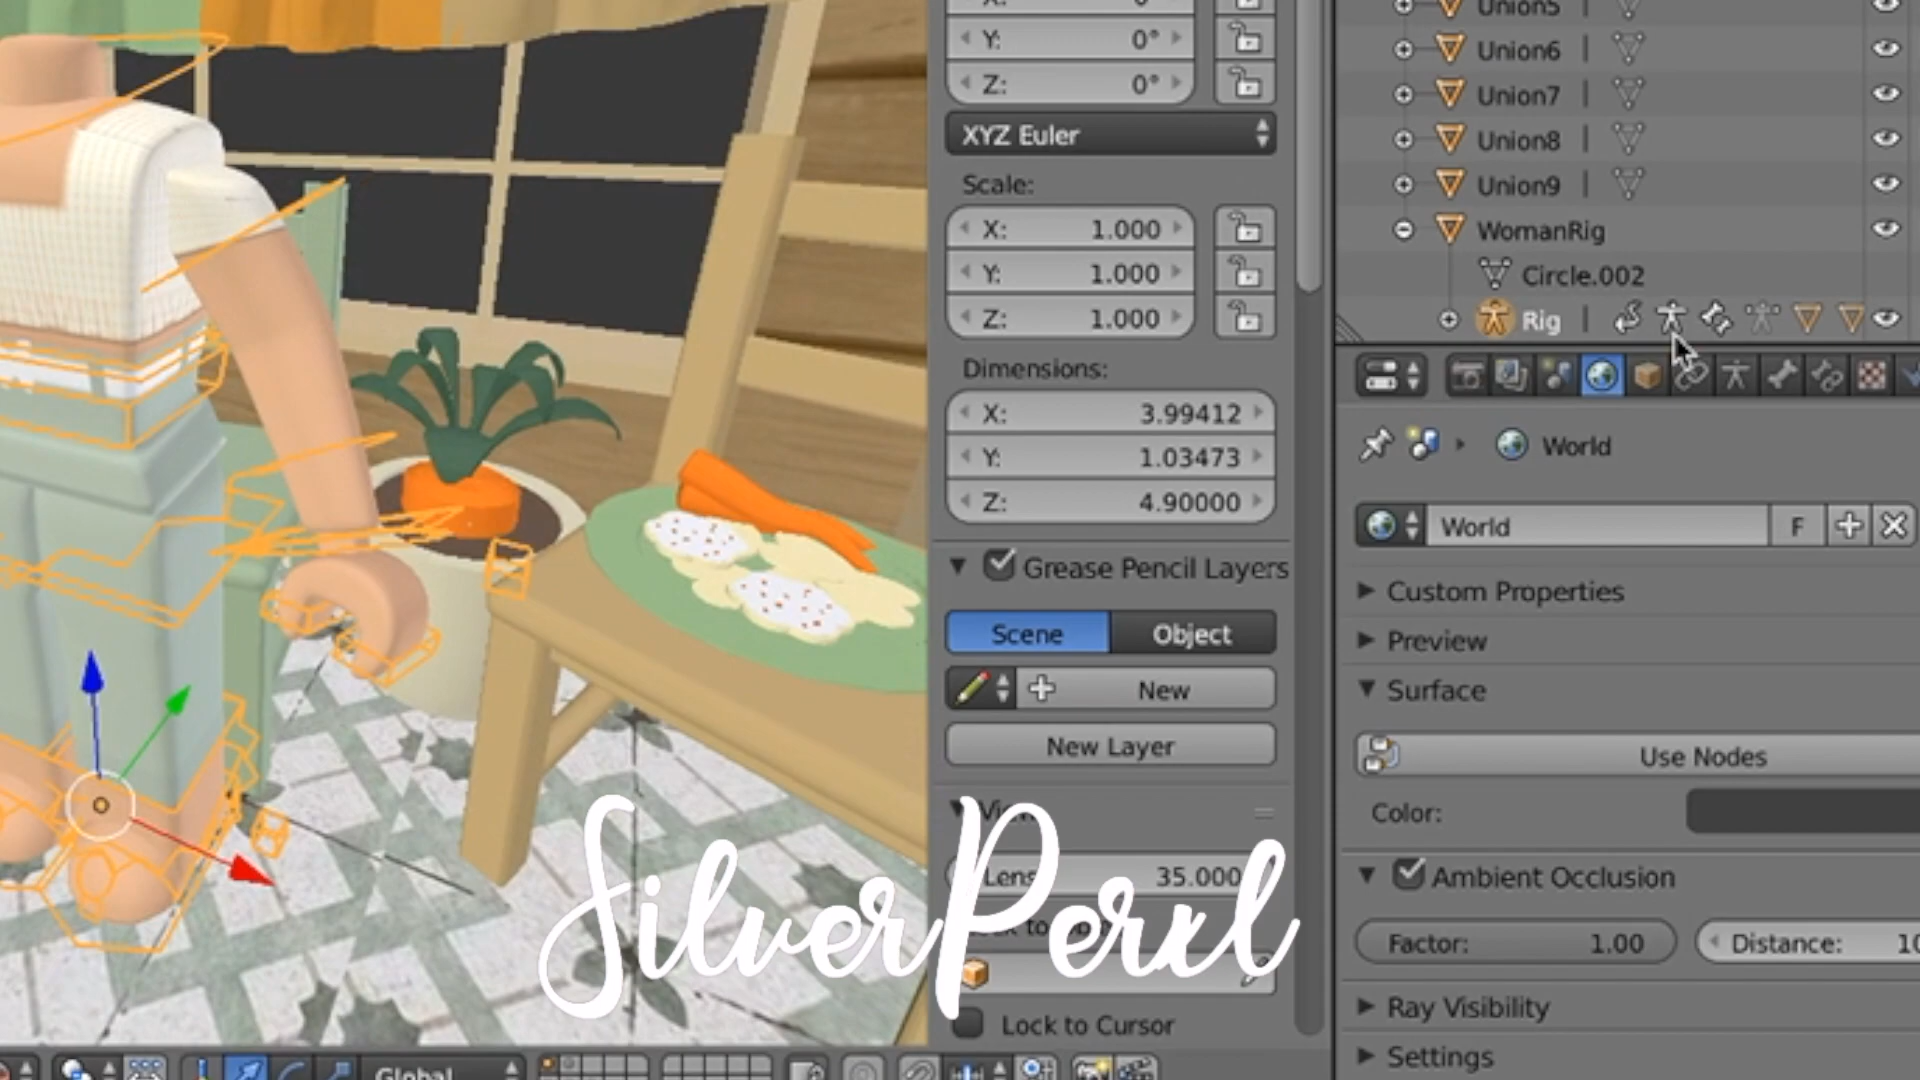 Y: 0°
Z: 0°
XYZ Euler
Scale:
X: 1.000
Y: 1.000
Z: 1.000
Dimensions:
X: 3.99412
Y: 1.03473
Z: 4.90000
Grease Pencil Layers
Scene Object
New
New Layer
35.000
Lock to Cursor
Global
Union5
Union6
Union7
Union8
Union9
WomanRig
Circle.002
Rig
World
World F
Custom Properties
Preview
Surface
Use Nodes
Color:
Ambient Occlusion
Factor: 1.00 Distance: 10
Ray Visibility
Settings
SilverPerxl